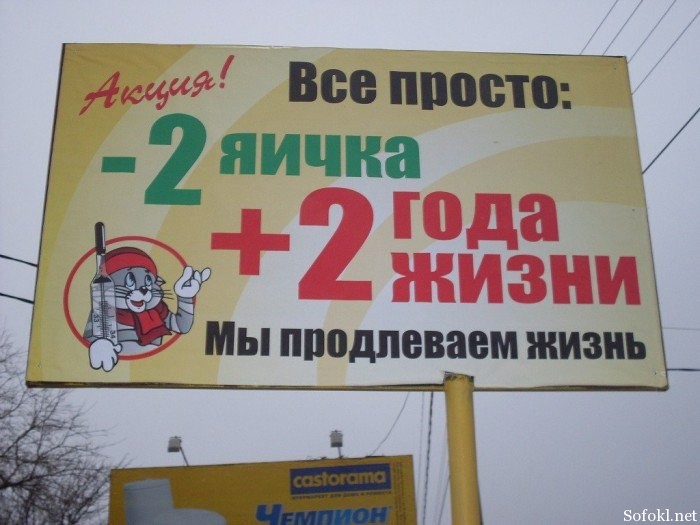 Акция!
Все просто:
-2 яичка
+2 года
жизни
Мы продлеваем жизнь
castorama
Чемпион
Sofokl.net